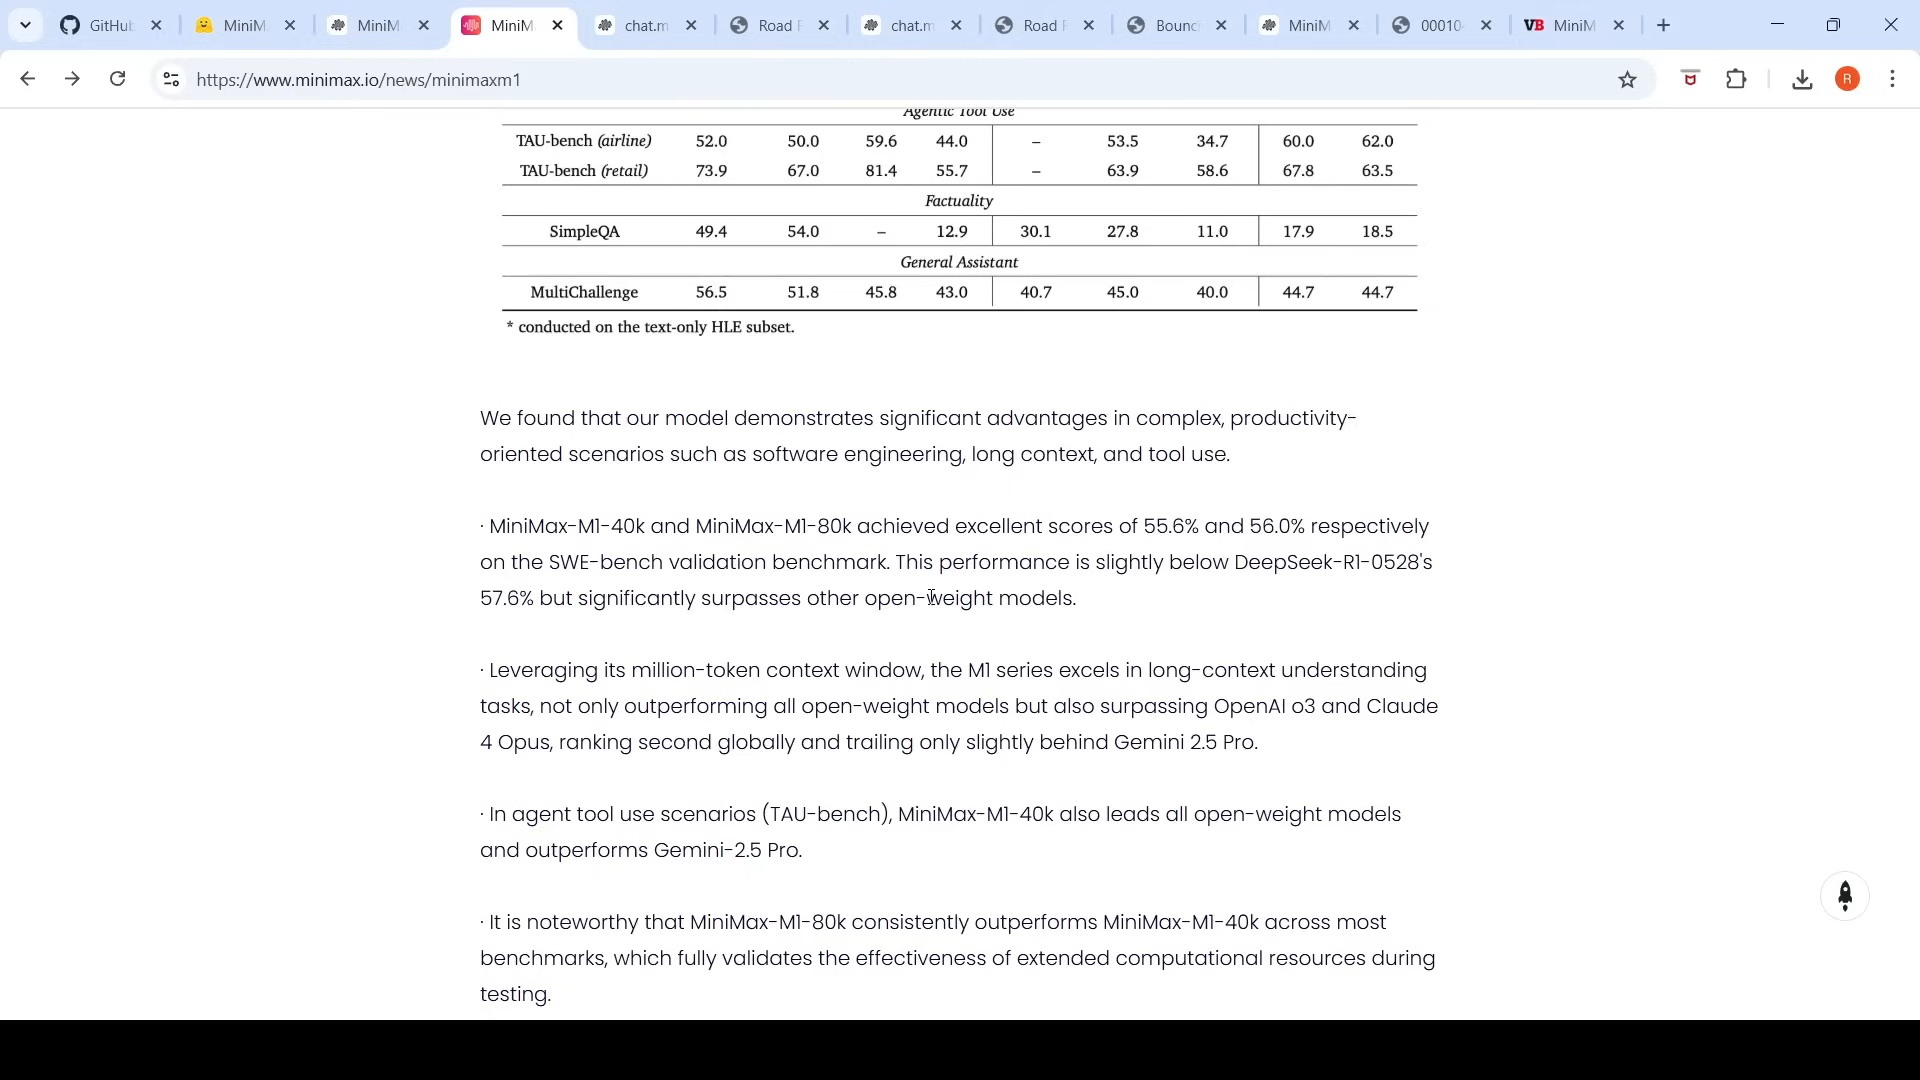 GitHub
MiniM
MiniM
MiniM
chat.m
Road F
chat.m
Road F
Bounc
MiniM
00010-
VB MiniM
https://www.minimax.io/news/minimaxm1
R
Agentic Tool Use
TAU-bench (airline) 52.0 50.0 59.6 44.0 – 53.5 34.7 60.0 62.0
TAU-bench (retail) 73.9 67.0 81.4 55.7 – 63.9 58.6 67.8 63.5
Factuality
SimpleQA 49.4 54.0 – 12.9 30.1 27.8 11.0 17.9 18.5
General Assistant
MultiChallenge 56.5 51.8 45.8 43.0 40.7 45.0 40.0 44.7 44.7
* conducted on the text-only HLE subset.
We found that our model demonstrates significant advantages in complex, productivity-
oriented scenarios such as software engineering, long context, and tool use.
· MiniMax-M1-40k and MiniMax-M1-80k achieved excellent scores of 55.6% and 56.0% respectively
on the SWE-bench validation benchmark. This performance is slightly below DeepSeek-R1-0528's
57.6% but significantly surpasses other open-weight models.
· Leveraging its million-token context window, the M1 series excels in long-context understanding
tasks, not only outperforming all open-weight models but also surpassing OpenAI o3 and Claude
4 Opus, ranking second globally and trailing only slightly behind Gemini 2.5 Pro.
· In agent tool use scenarios (TAU-bench), MiniMax-M1-40k also leads all open-weight models
and outperforms Gemini-2.5 Pro.
· It is noteworthy that MiniMax-M1-80k consistently outperforms MiniMax-M1-40k across most
benchmarks, which fully validates the effectiveness of extended computational resources during
testing.